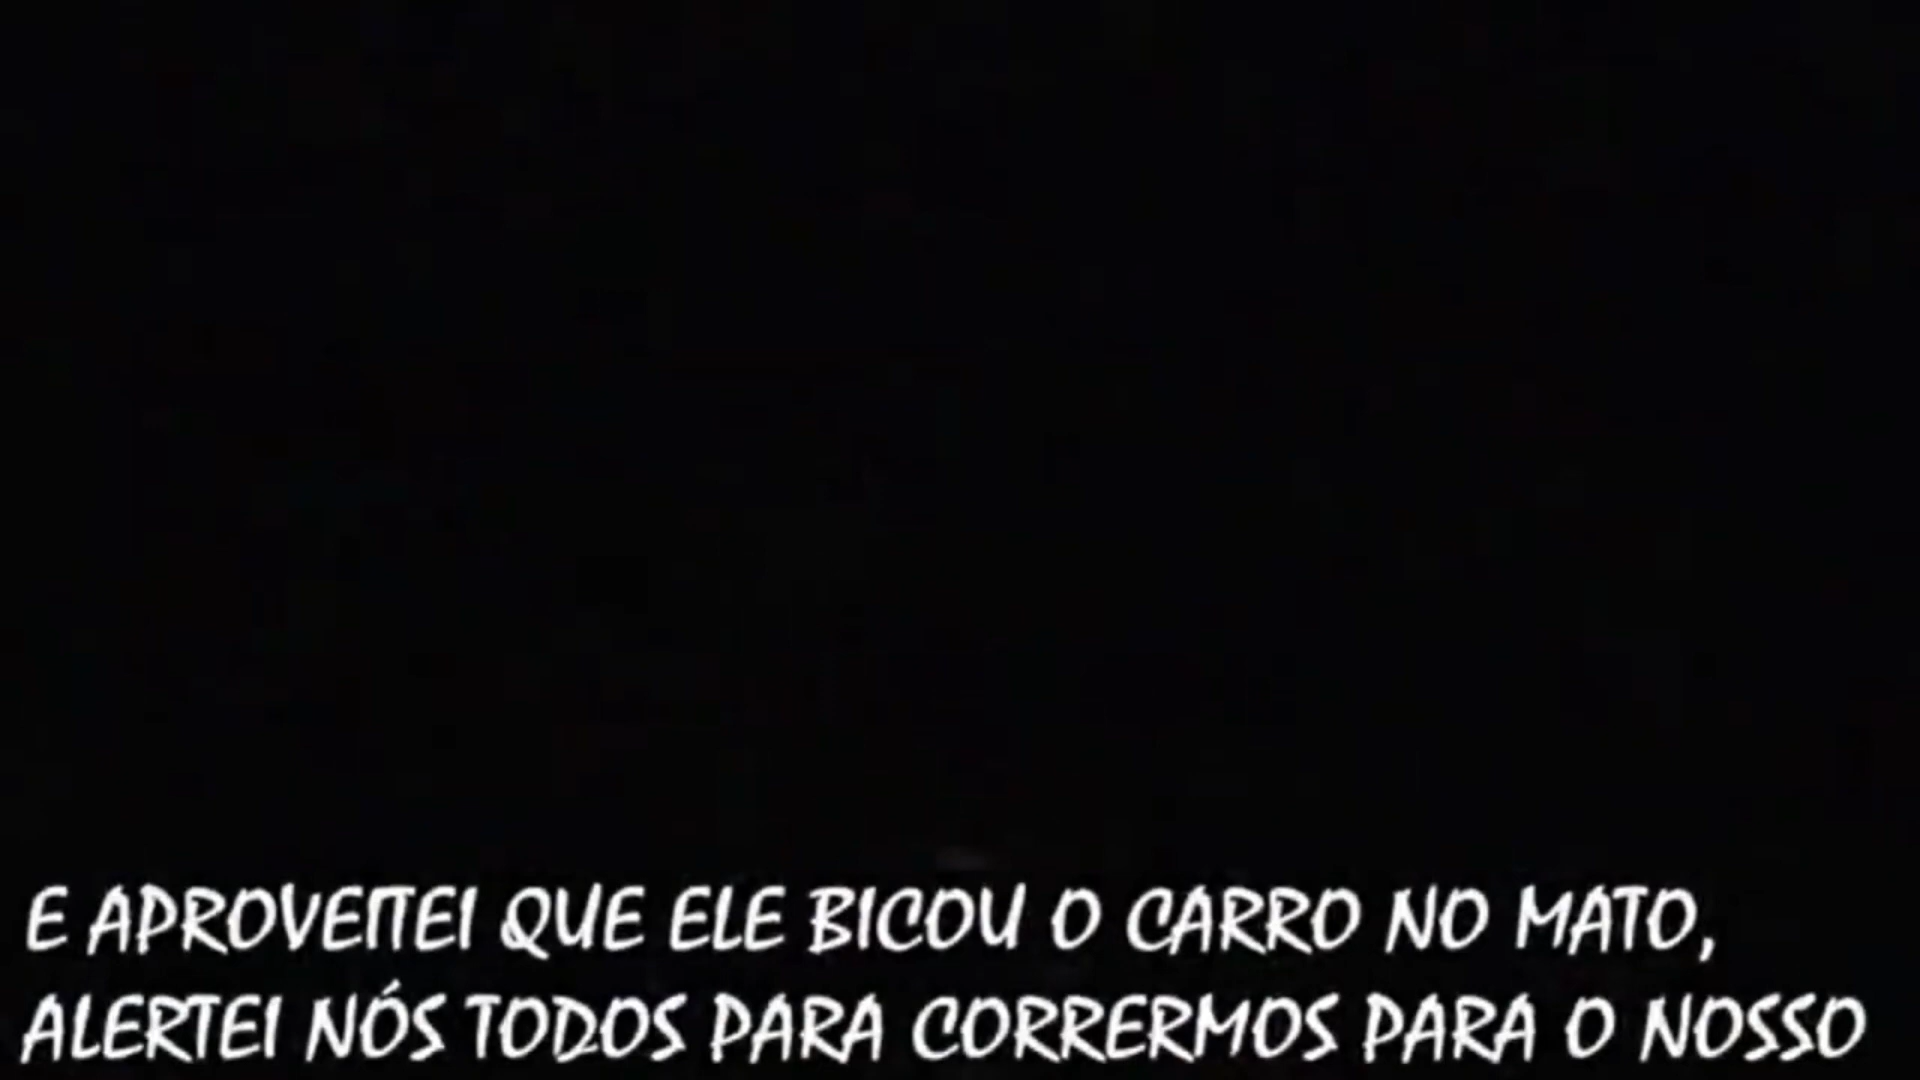 E APROVEITEI QUE ELE BICOU O CARRO NO MATO,
ALERTEI NÓS TODOS PARA CORRERMOS PARA O NOSSO